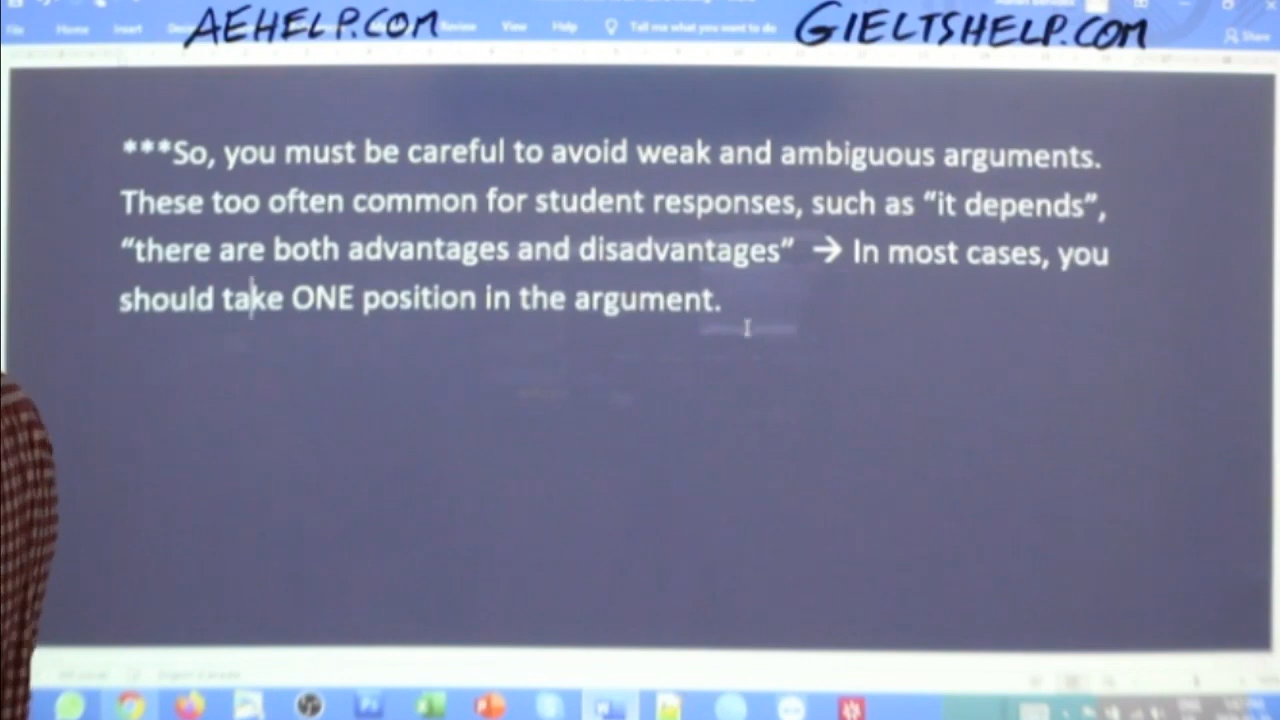 AEHELP.COM
GIELTSHELP.COM
File Home Insert Review View Help Tell me what you want to do Share
***So, you must be careful to avoid weak and ambiguous arguments.
These too often common for student responses, such as “it depends”,
“there are both advantages and disadvantages” → In most cases, you
should take ONE position in the argument.